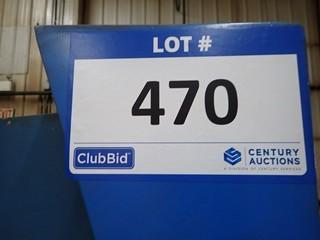 LOT #
470
ClubBid
CENTURY
AUCTIONS
A DIVISION OF CENTURY SERVICES